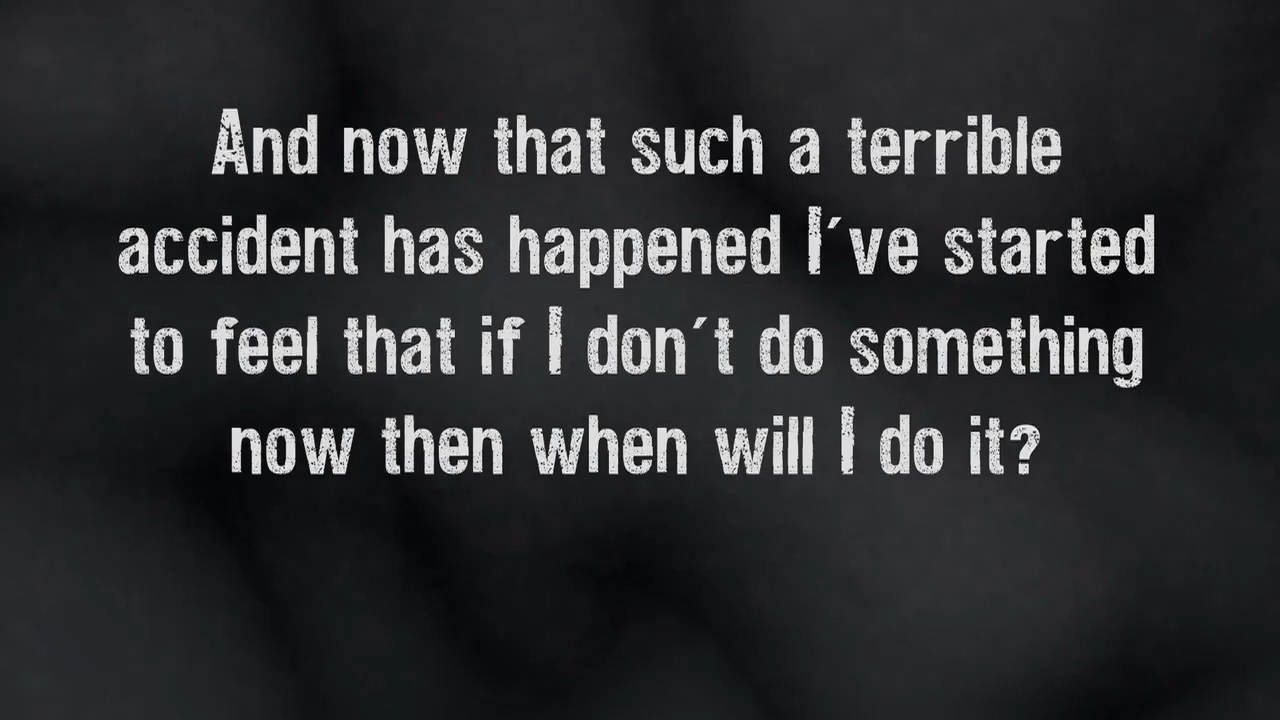 And now that such a terrible
accident has happened I´ve started
to feel that if I don´t do something
now then when will I do it?